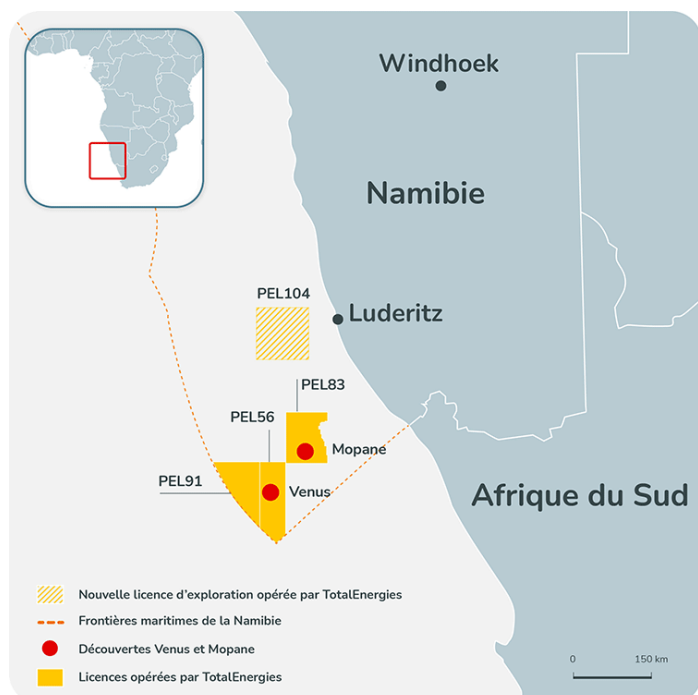 Windhoek
Namibie
PEL104
Luderitz
PEL83
PEL56
Mopane
PEL91
Venus
Afrique du Sud
Nouvelle licence d'exploration opérée par TotalEnergies
Frontières maritimes de la Namibie
Découvertes Venus et Mopane
Licences opérées par TotalEnergies
0 150 km